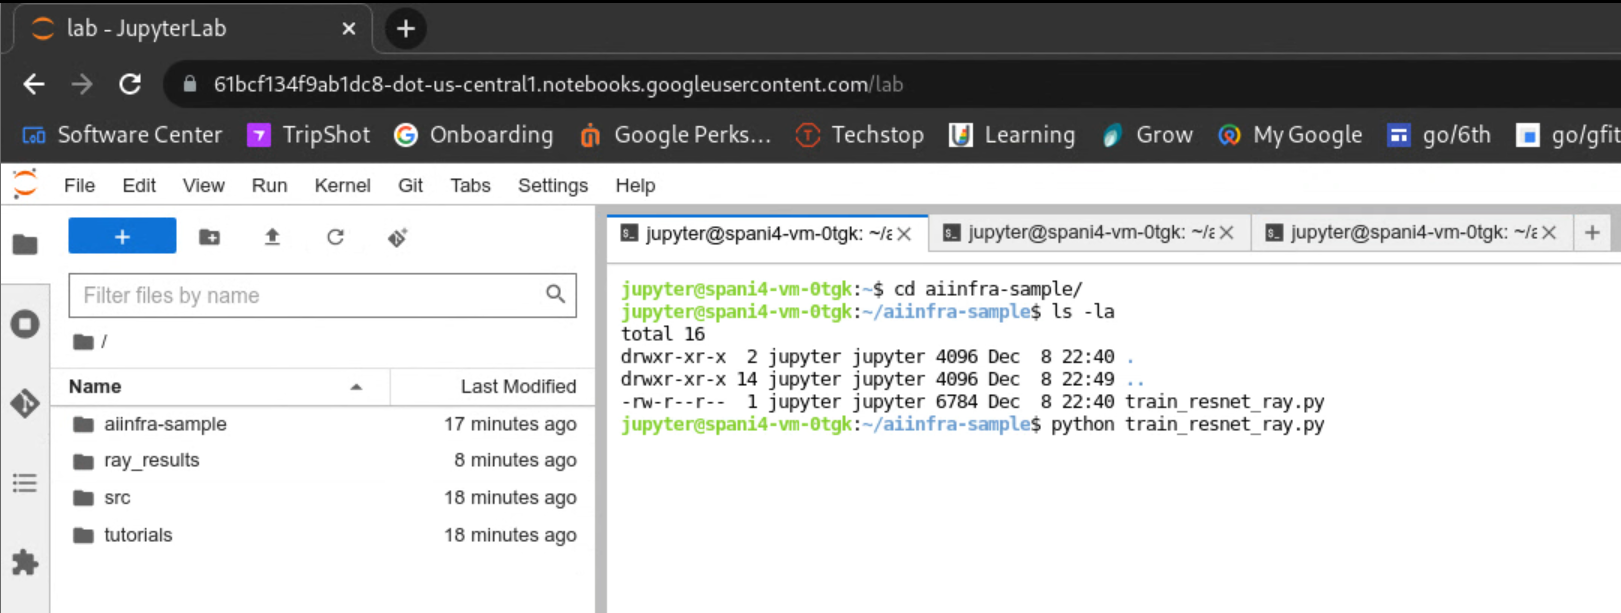 lab - JupyterLab
61bcf134f9ab1dc8-dot-us-central1.notebooks.googleusercontent.com/lab
Software Center TripShot Onboarding Google Perks... Techstop Learning Grow My Google go/6th go/gfit
File Edit View Run Kernel Git Tabs Settings Help
jupyter@spani4-vm-0tgk: ~/a jupyter@spani4-vm-0tgk: ~/a jupyter@spani4-vm-0tgk: ~/a
Filter files by name
/
Name Last Modified
aiinfra-sample 17 minutes ago
ray_results 8 minutes ago
src 18 minutes ago
tutorials 18 minutes ago
jupyter@spani4-vm-0tgk:~$ cd aiinfra-sample/
jupyter@spani4-vm-0tgk:~/aiinfra-sample$ ls -la
total 16
drwxr-xr-x 2 jupyter jupyter 4096 Dec 8 22:40 .
drwxr-xr-x 14 jupyter jupyter 4096 Dec 8 22:49 ..
-rw-r--r-- 1 jupyter jupyter 6784 Dec 8 22:40 train_resnet_ray.py
jupyter@spani4-vm-0tgk:~/aiinfra-sample$ python train_resnet_ray.py